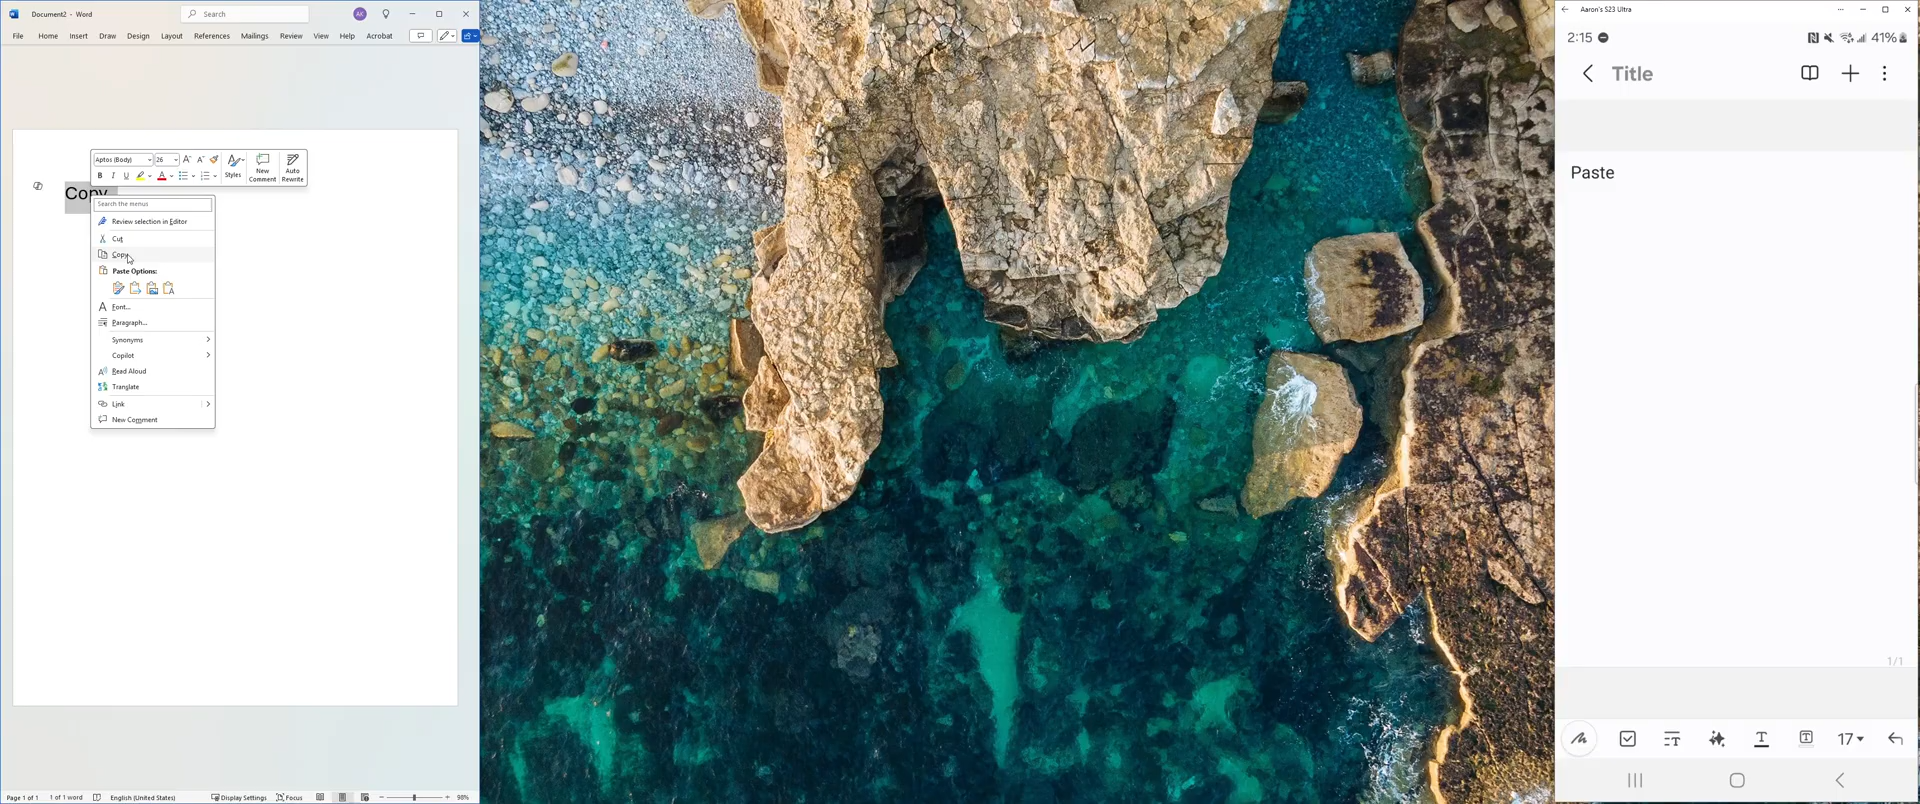 Document2 - Word
Search
AK
File Home Insert Draw Design Layout References Mailings Review View Help Acrobat
Aptos (Body) 26
Styles New Comment Auto Rewrite
B I U A
Copy
Search the menus
Review selection in Editor
Cut
Copy
Paste Options:
Font...
Paragraph...
Synonyms
Copilot
Read Aloud
Translate
Link
New Comment
Page 1 of 1 1 of 1 word English (United States) Display Settings Focus 98%
Aaron's S23 Ultra
2:15 41%
Title
Paste
1/1
17